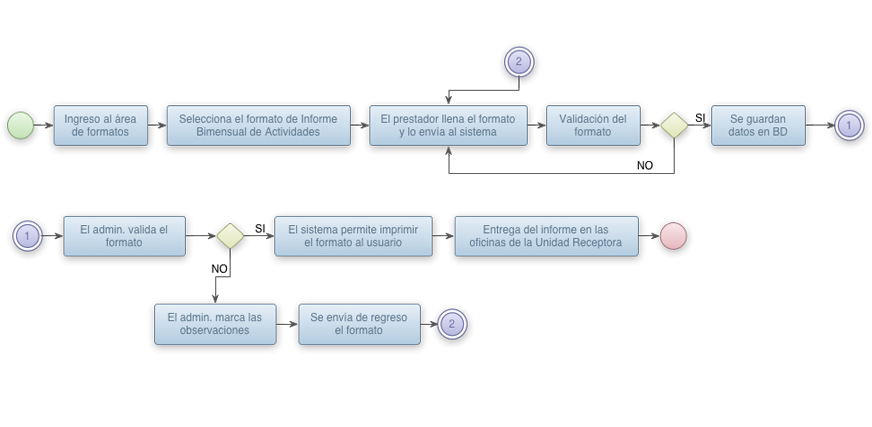 2
Ingreso al área
de formatos
Selecciona el formato de Informe
Bimensual de Actividades
El prestador llena el formato
y lo envía al sistema
Validación del
formato
SI
Se guardan
datos en BD
1
NO
1
El admin. valida el
formato
SI
El sistema permite imprimir
el formato al usuario
Entrega del informe en las
oficinas de la Unidad Receptora
NO
El admin. marca las
observaciones
Se envía de regreso
el formato
2